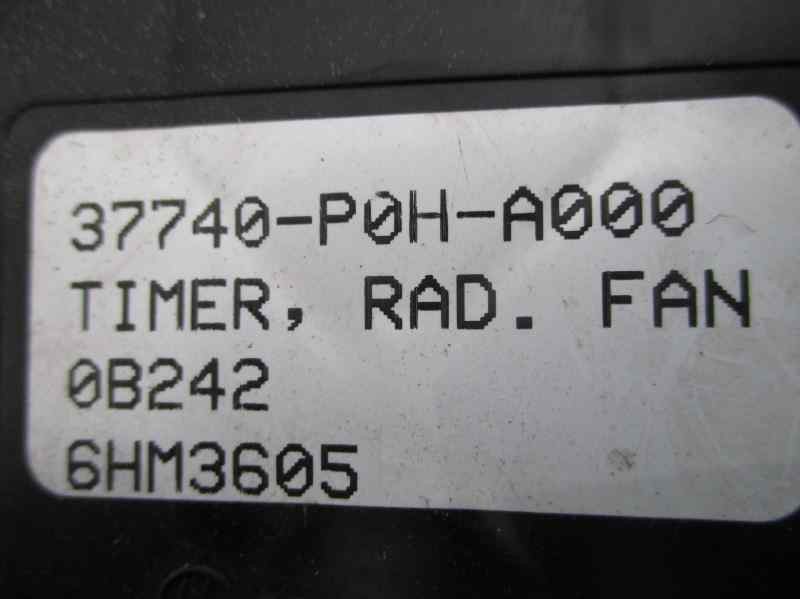 37740-P0H-A000
TIMER, RAD. FAN
0B242
6HM3605